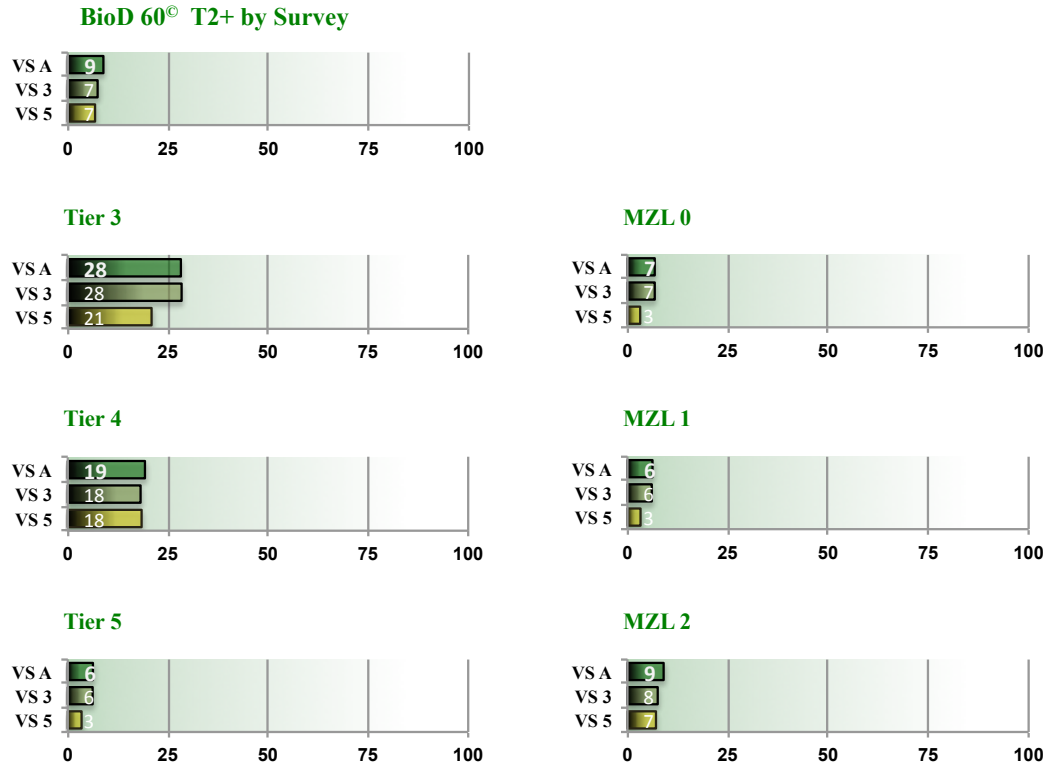 BioD 60© T2+ by Survey
VS A 9
VS 3 7
VS 5 7
0 25 50 75 100
Tier 3
VS A 28
VS 3 28
VS 5 21
0 25 50 75 100
MZL 0
VS A 7
VS 3 7
VS 5 3
0 25 50 75 100
Tier 4
VS A 19
VS 3 18
VS 5 18
0 25 50 75 100
MZL 1
VS A 6
VS 3 6
VS 5 3
0 25 50 75 100
Tier 5
VS A 6
VS 3 6
VS 5 3
0 25 50 75 100
MZL 2
VS A 9
VS 3 8
VS 5 7
0 25 50 75 100